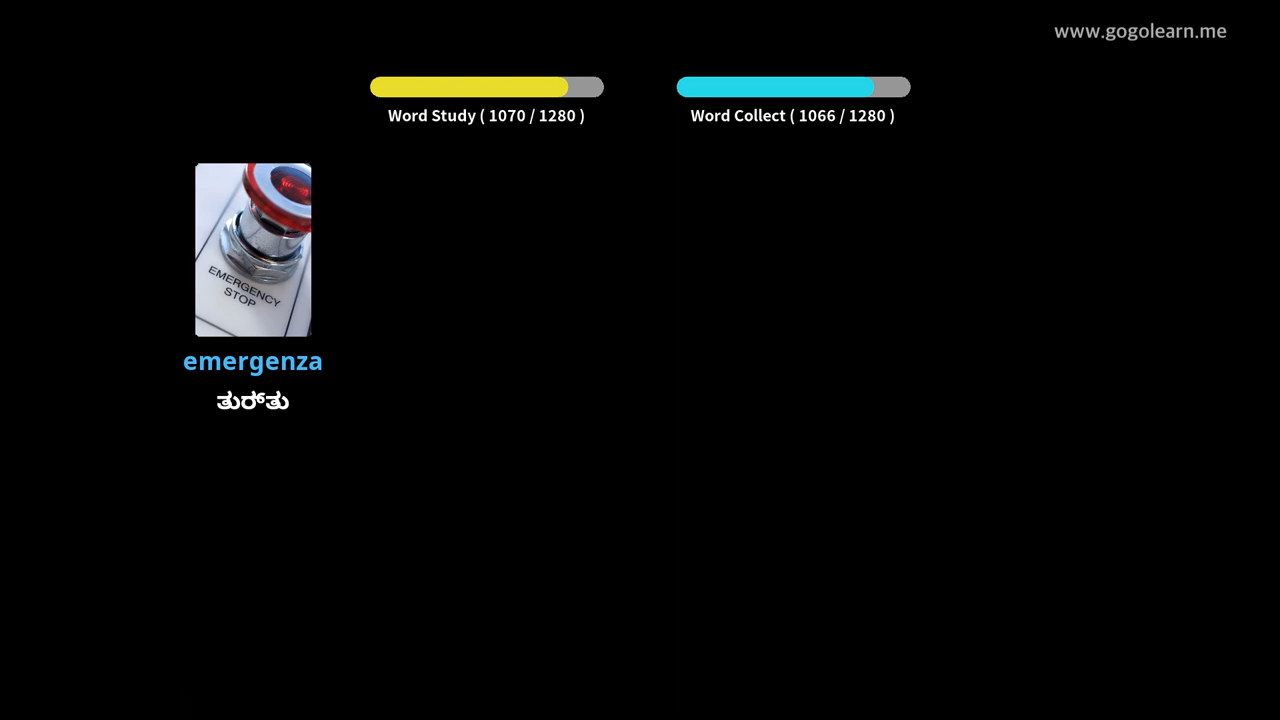 www.gogolearn.me
Word Study ( 1070 / 1280 )
Word Collect ( 1066 / 1280 )
EMERGENCY
STOP
emergenza
ತುರ್ತು